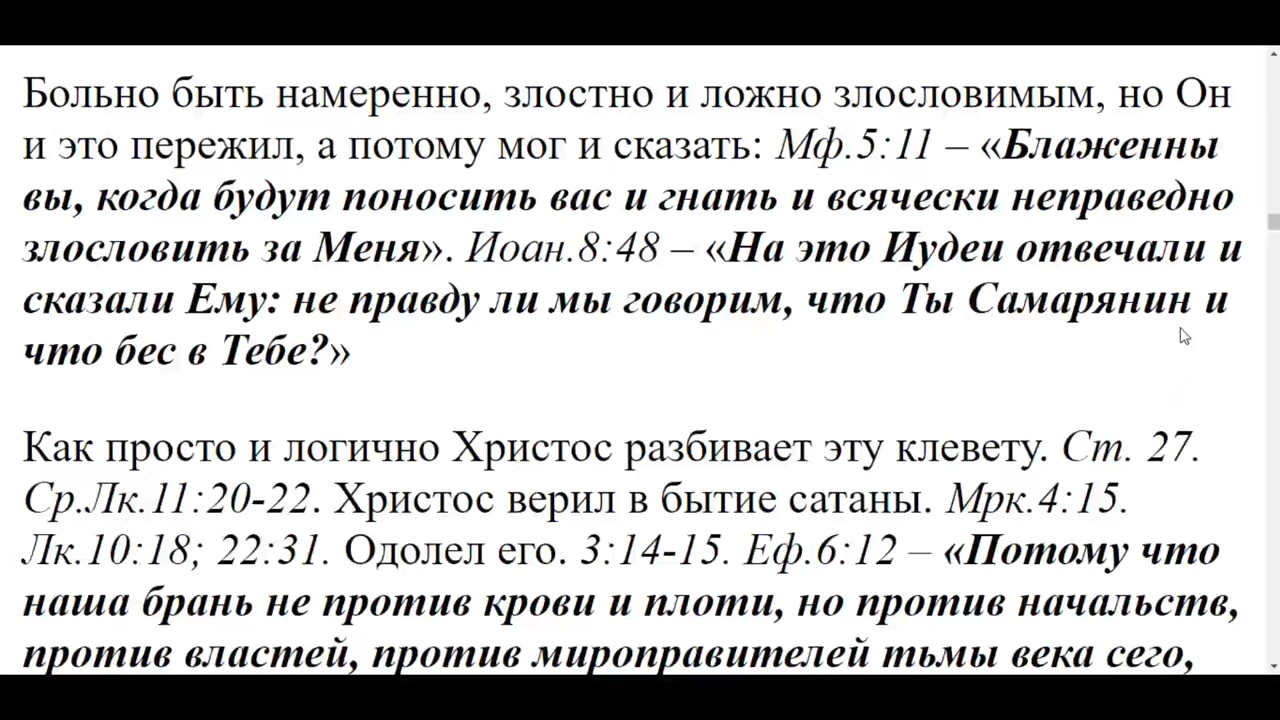 Больно быть намеренно, злостно и ложно злословимым, но Он
и это пережил, а потому мог и сказать: Мф.5:11 – «Блаженны
вы, когда будут поносить вас и гнать и всячески неправедно
злословить за Меня». Иоан.8:48 – «На это Иудеи отвечали и
сказали Ему: не правду ли мы говорим, что Ты Самарянин и
что бес в Тебе?»
Как просто и логично Христос разбивает эту клевету. Ст. 27.
Ср.Лк.11:20-22. Христос верил в бытие сатаны. Мрк.4:15.
Лк.10:18; 22:31. Одолел его. 3:14-15. Еф.6:12 – «Потому что
наша брань не против крови и плоти, но против начальств,
против властей, против мироправителей тьмы века сего,